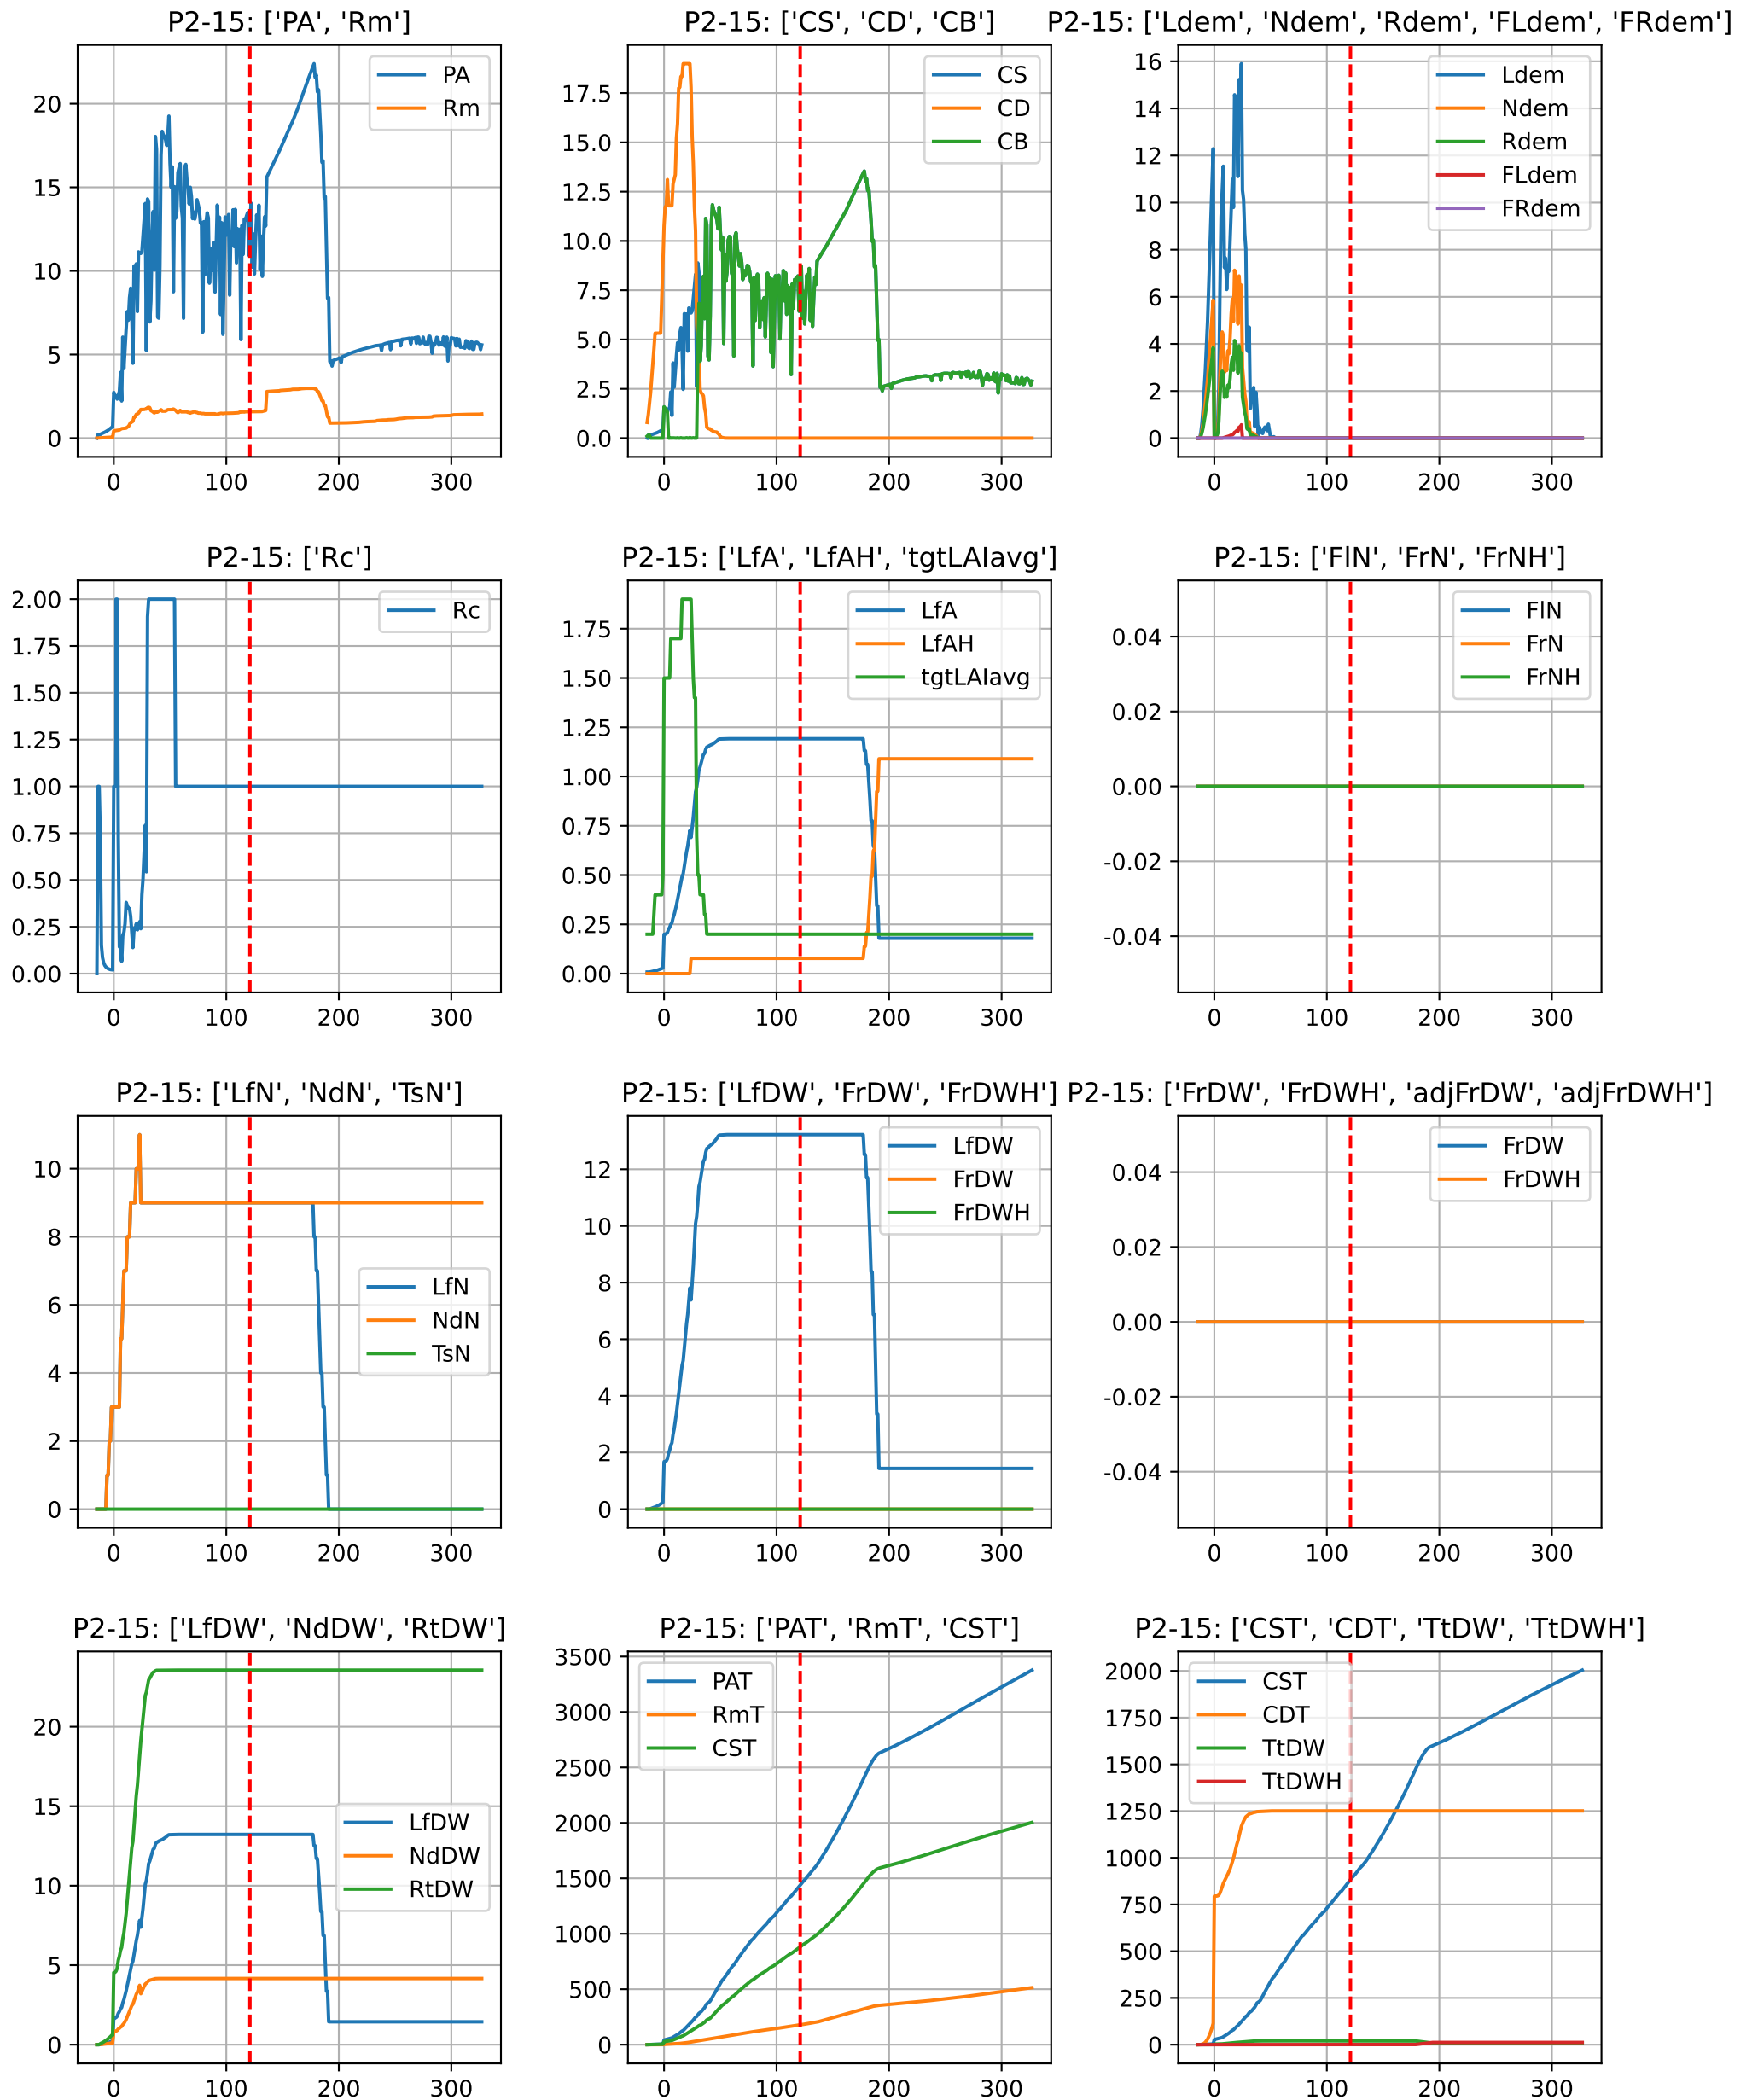 P2-15: ['PA', 'Rm']
20
15
10
5
0
0 100 200 300
PA
Rm
P2-15: ['CS', 'CD', 'CB']
17.5
15.0
12.5
10.0
7.5
5.0
2.5
0.0
0 100 200 300
CS
CD
CB
P2-15: ['Ldem', 'Ndem', 'Rdem', 'FLdem', 'FRdem']
16
14
12
10
8
6
4
2
0
0 100 200 300
Ldem
Ndem
Rdem
FLdem
FRdem
P2-15: ['Rc']
2.00
1.75
1.50
1.25
1.00
0.75
0.50
0.25
0.00
0 100 200 300
Rc
P2-15: ['LfA', 'LfAH', 'tgtLAIavg']
1.75
1.50
1.25
1.00
0.75
0.50
0.25
0.00
0 100 200 300
LfA
LfAH
tgtLAIavg
P2-15: ['FlN', 'FrN', 'FrNH']
0.04
0.02
0.00
-0.02
-0.04
0 100 200 300
FlN
FrN
FrNH
P2-15: ['LfN', 'NdN', 'TsN']
10
8
6
4
2
0
0 100 200 300
LfN
NdN
TsN
P2-15: ['LfDW', 'FrDW', 'FrDWH']
12
10
8
6
4
2
0
0 100 200 300
LfDW
FrDW
FrDWH
P2-15: ['FrDW', 'FrDWH', 'adjFrDW', 'adjFrDWH']
0.04
0.02
0.00
-0.02
-0.04
0 100 200 300
FrDW
FrDWH
P2-15: ['LfDW', 'NdDW', 'RtDW']
20
15
10
5
0
0 100 200 300
LfDW
NdDW
RtDW
P2-15: ['PAT', 'RmT', 'CST']
3500
3000
2500
2000
1500
1000
500
0
0 100 200 300
PAT
RmT
CST
P2-15: ['CST', 'CDT', 'TtDW', 'TtDWH']
2000
1750
1500
1250
1000
750
500
250
0
0 100 200 300
CST
CDT
TtDW
TtDWH